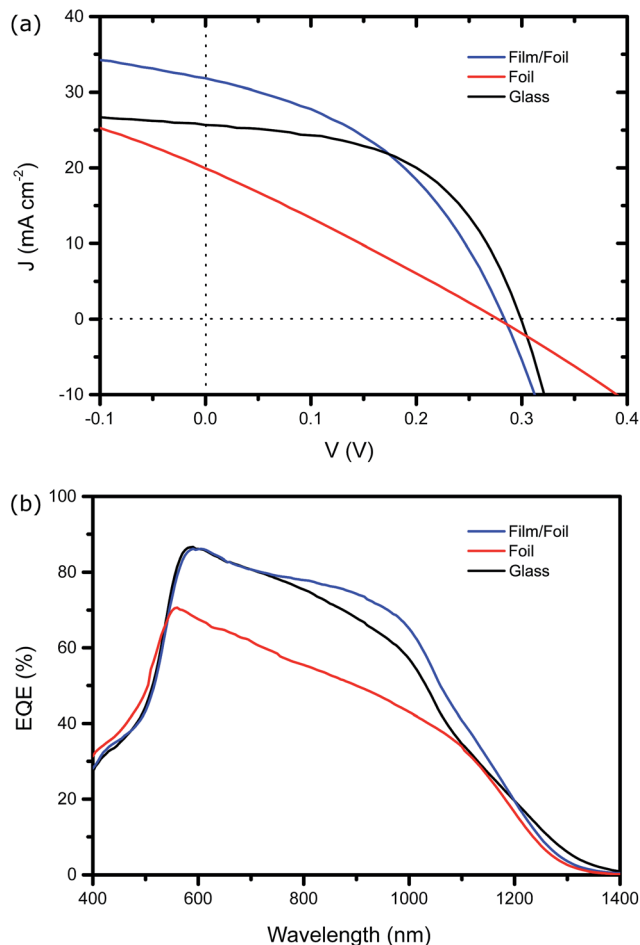 (a)
40
30
20
10
0
-10
J (mA cm⁻²)
Film/Foil
Foil
Glass
-0.1 0.0 0.1 0.2 0.3 0.4
V (V)
(b)
100
80
60
40
20
0
EQE (%)
Film/Foil
Foil
Glass
400 600 800 1000 1200 1400
Wavelength (nm)